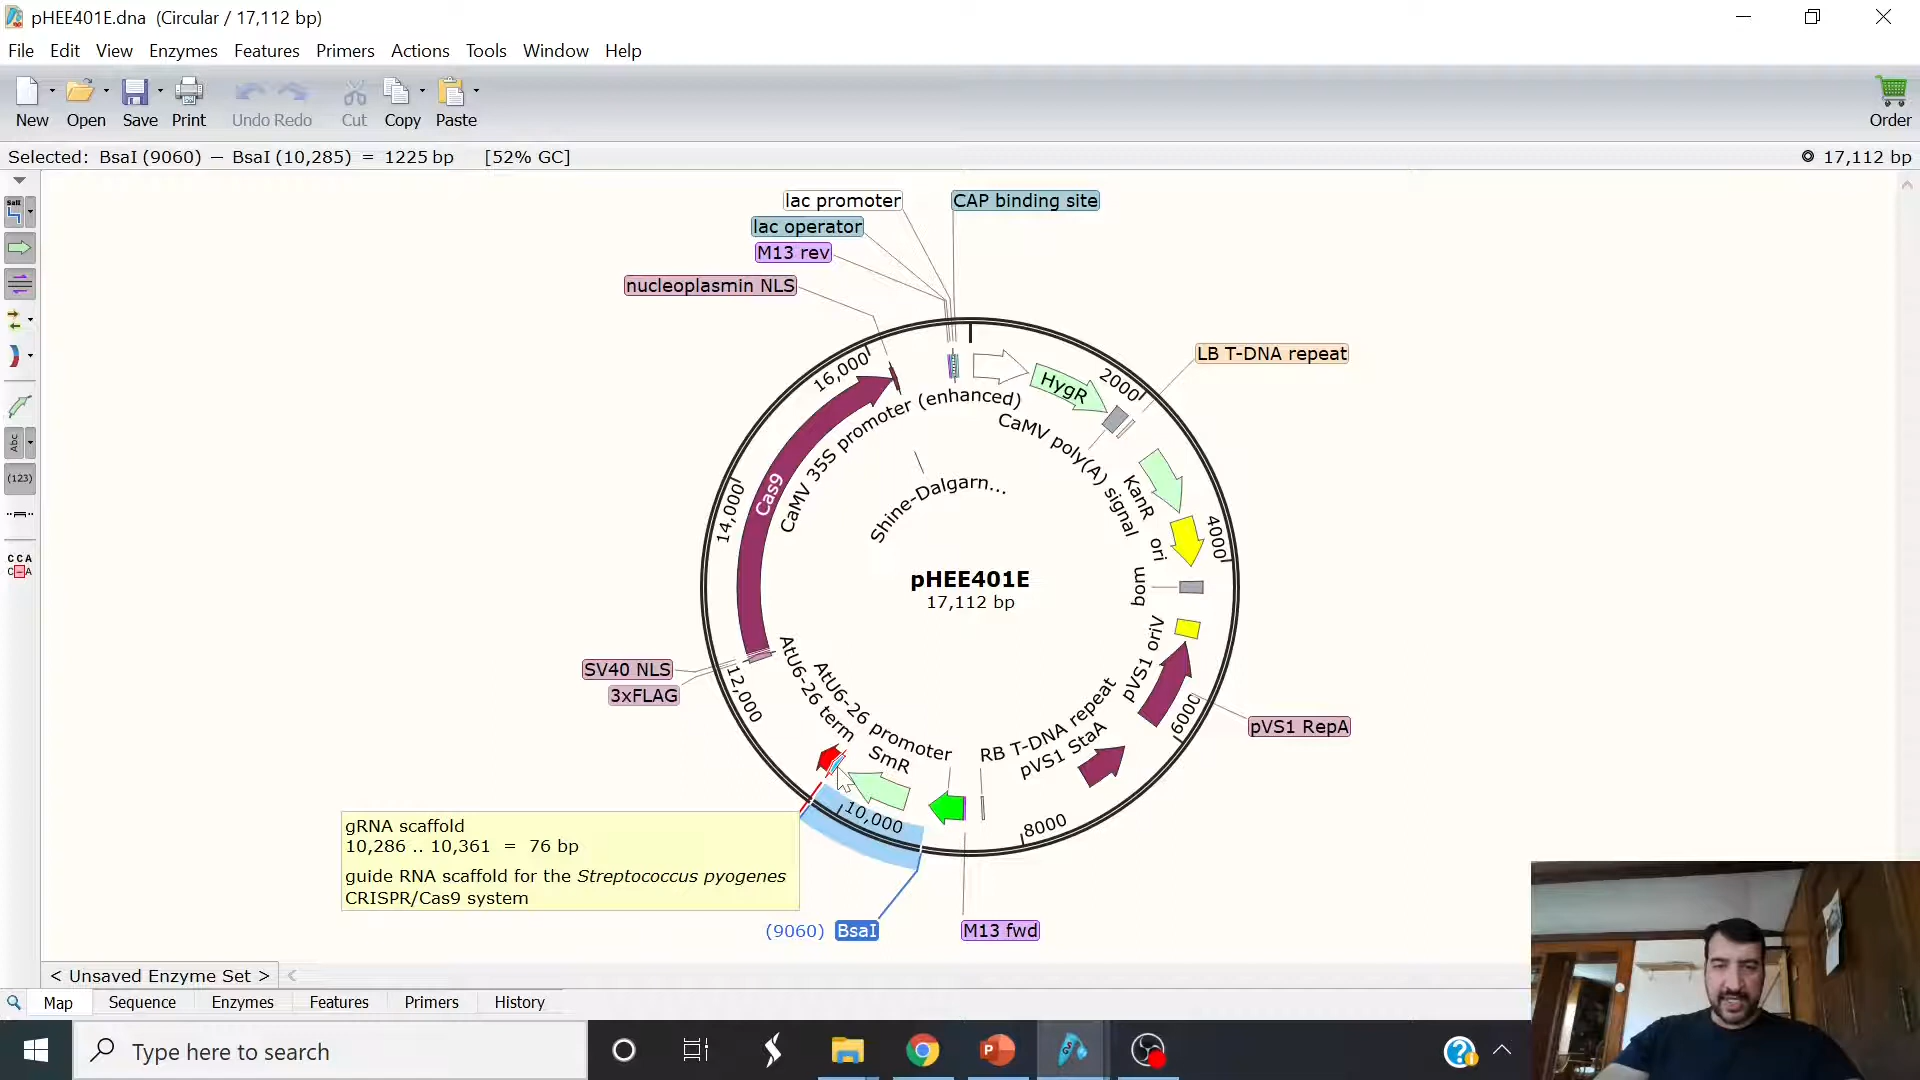 pHEE401E.dna (Circular / 17,112 bp)
File Edit View Enzymes Features Primers Actions Tools Window Help
New Open Save Print Undo Redo Cut Copy Paste Order
Selected: BsaI (9060) – BsaI (10,285) = 1225 bp [52% GC]
17,112 bp
lac promoter
CAP binding site
lac operator
M13 rev
nucleoplasmin NLS
LB T-DNA repeat
16,000
2000
HygR
CaMV 35S promoter (enhanced)
CaMV poly(A) signal
KanR
14,000
Cas9
Shine-Dalgarn...
4000
ori
pHEE401E
17,112 bp
bom
pVS1 oriV
SV40 NLS
3xFLAG
12,000
AtU6-26 term
AtU6-26 promoter
SmR
RB T-DNA repeat
pVS1 StaA
6000
pVS1 RepA
10,000
8000
gRNA scaffold
10,286 .. 10,361 = 76 bp
guide RNA scaffold for the Streptococcus pyogenes
CRISPR/Cas9 system
(9060) BsaI
M13 fwd
SalI
Abc
(123)
CCA
C–A
< Unsaved Enzyme Set >
Map Sequence Enzymes Features Primers History
Type here to search